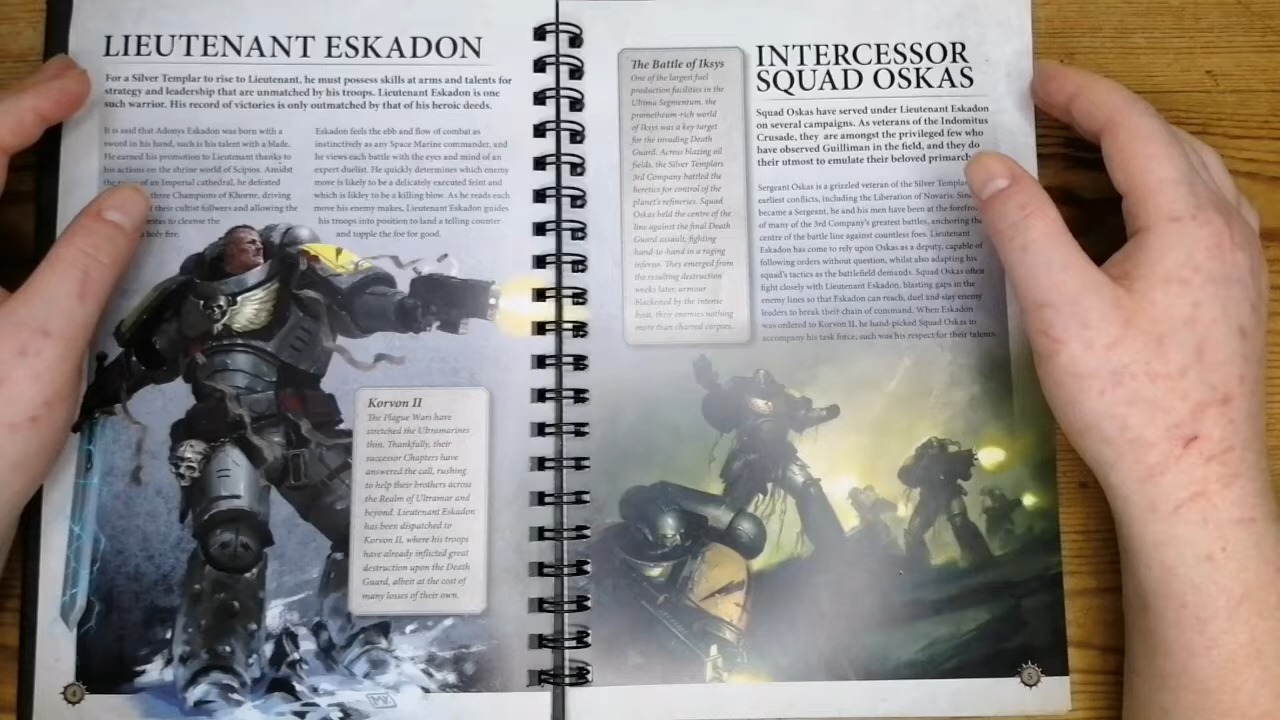 LIEUTENANT ESKADON
For a Silver Templar to rise to Lieutenant, he must possess skills at arms and talents for
strategy and leadership that are unmatched by his troops. Lieutenant Eskadon is one
such warrior. His record of victories is only outmatched by that of his heroic deeds.
It is said that Adonys Eskadon was born with a
sword in his hand, such is his talent with a blade.
He earned his promotion to Lieutenant thanks to
his actions on the shrine world of Scipios. Amidst
the of an Imperial cathedral, he defeated
three Champions of Khorne, driving
their cultist followers and allowing the
to cleanse the
holy fire.
Eskadon feels the ebb and flow of combat as
instinctively as any Space Marine commander, and
he views each battle with the eyes and mind of an
expert duelist. He quickly determines which enemy
move is likely to be a delicately executed feint and
which is likley to be a killing blow. As he reads each
move his enemy makes, Lieutenant Eskadon guides
his troops into position to land a telling counter
and topple the foe for good.
Korvon II
The Plague Wars have
stretched the Ultramarines
thin. Thankfully, their
successor Chapters have
answered the call, rushing
to help their brothers across
the Realm of Ultramar and
beyond. Lieutenant Eskadon
has been dispatched to
Korvon II, where his troops
have already inflicted great
destruction upon the Death
Guard, albeit at the cost of
many losses of their own.
4
The Battle of Iksys
One of the largest fuel
production facilities in the
Ultima Segmentum, the
promethium-rich world
of Iksys was a key target
for the invading Death
Guard. Across blazing oil
fields, the Silver Templars
3rd Company battled the
heretics for control of the
planet's refineries. Squad
Oskas held the centre of the
line against the final Death
Guard assault, fighting
hand-to-hand in a raging
inferno. They emerged from
the resulting destruction
weeks later, armour
blackened by the intense
heat, their enemies nothing
more than charred corpses.
INTERCESSOR
SQUAD OSKAS
Squad Oskas have served under Lieutenant Eskadon
on several campaigns. As veterans of the Indomitus
Crusade, they are amongst the privileged few who
have observed Guilliman in the field, and they do
their utmost to emulate their beloved primarch.
Sergeant Oskas is a grizzled veteran of the Silver Templars'
earliest conflicts, including the Liberation of Novaris. Since
became a Sergeant, he and his men have been at the forefront
of many of the 3rd Company's greatest battles, anchoring the
centre of the battle line against countless foes. Lieutenant
Eskadon has come to rely upon Oskas as a deputy, capable of
following orders without question, whilst also adapting his
squad's tactics as the battlefield demands. Squad Oskas often
fight closely with Lieutenant Eskadon, blasting gaps in the
enemy lines so that Eskadon can reach, duel and slay enemy
leaders to break their chain of command. When Eskadon
was ordered to Korvon II, he hand-picked Squad Oskas to
accompany his task force, such was his respect for their talents.
5